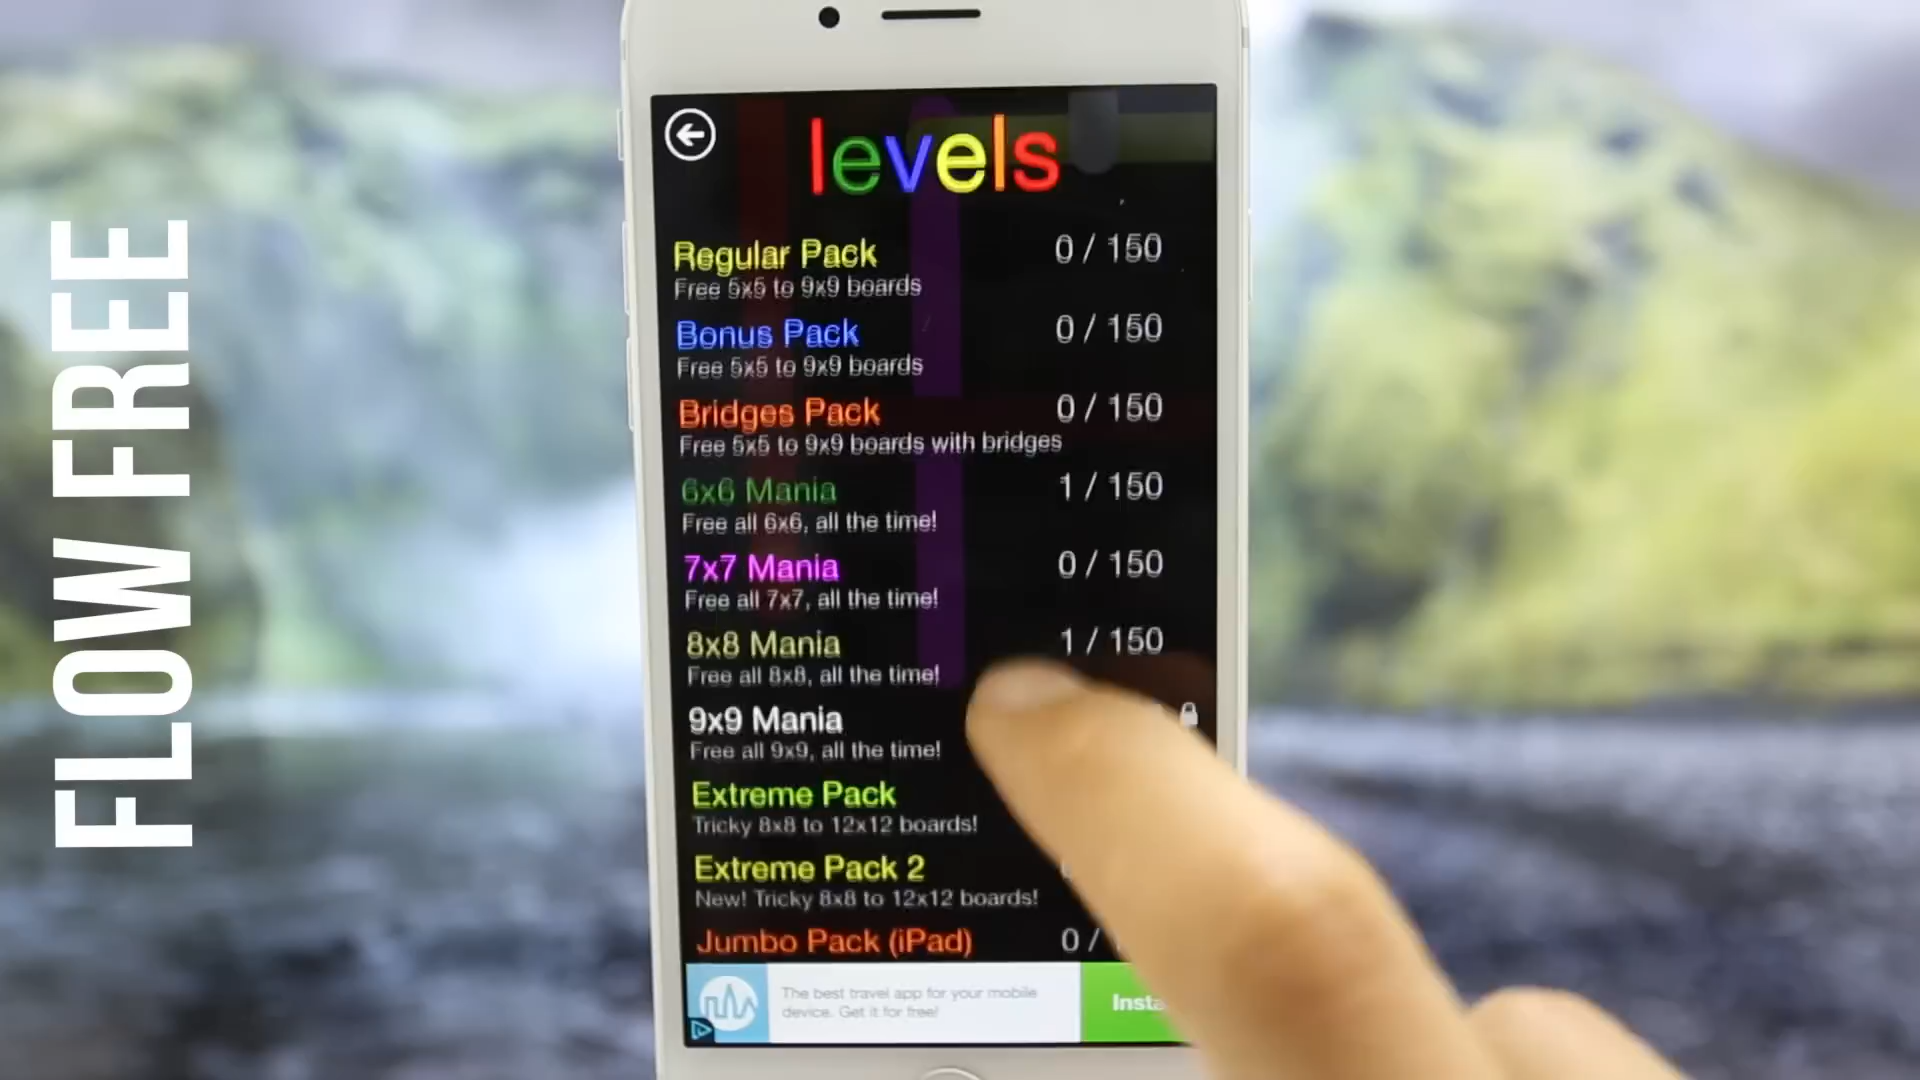 FLOW FREE
levels
Regular Pack 0 / 150
Free 5x5 to 9x9 boards
Bonus Pack 0 / 150
Free 5x5 to 9x9 boards
Bridges Pack 0 / 150
Free 5x5 to 9x9 boards with bridges
6x6 Mania 1 / 150
Free all 6x6, all the time!
7x7 Mania 0 / 150
Free all 7x7, all the time!
8x8 Mania 1 / 150
Free all 8x8, all the time!
9x9 Mania
Free all 9x9, all the time!
Extreme Pack
Tricky 8x8 to 12x12 boards!
Extreme Pack 2
New! Tricky 8x8 to 12x12 boards!
Jumbo Pack (iPad) 0 /
The best travel app for your mobile
device. Get it for free!
Insta